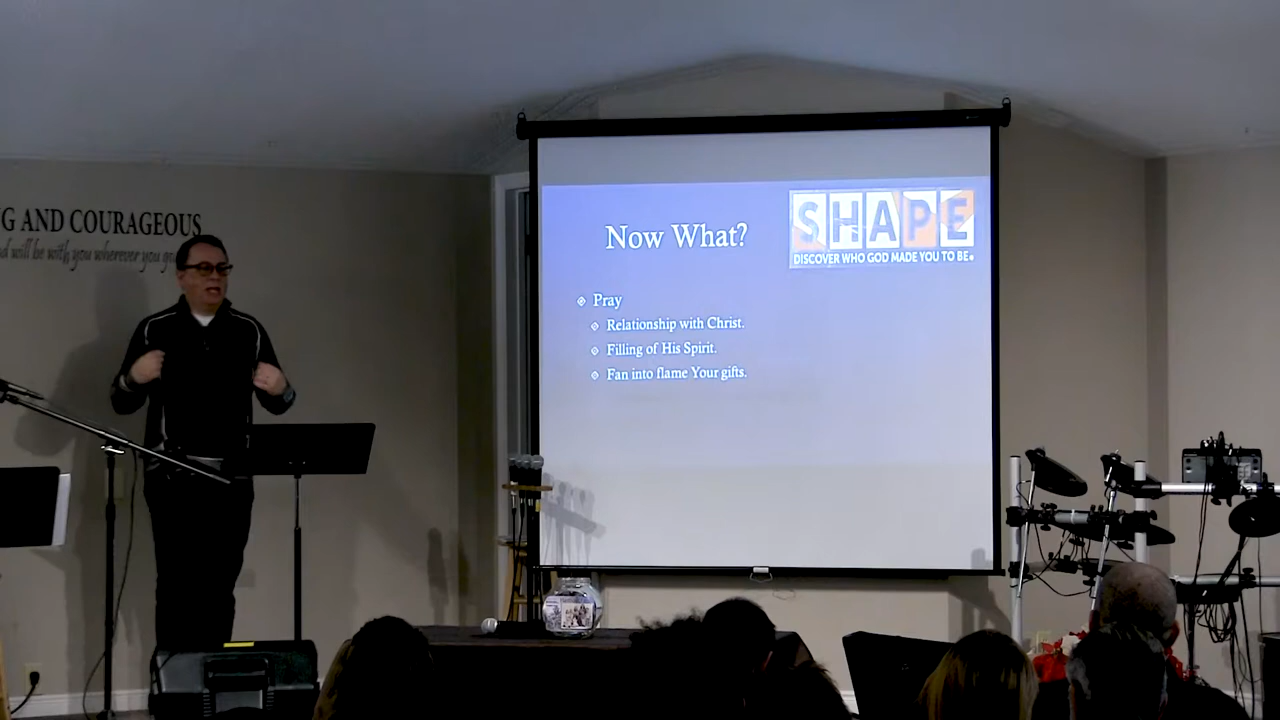 G AND COURAGEOUS
d will be with you wherever you go
Now What?
SHAPE
DISCOVER WHO GOD MADE YOU TO BE.
Pray
Relationship with Christ.
Filling of His Spirit.
Fan into flame Your gifts.